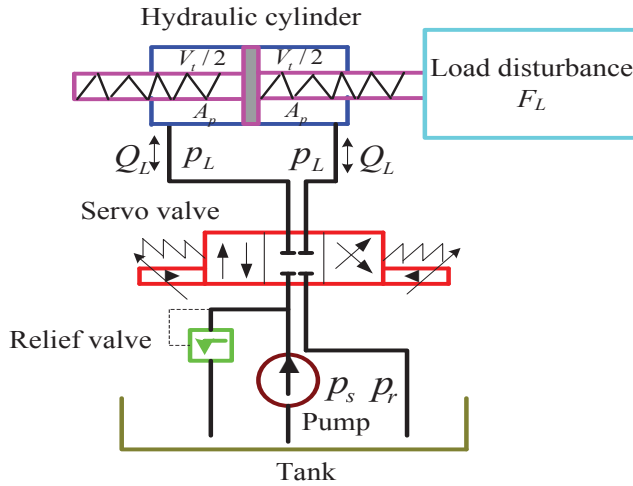 Hydraulic cylinder
V_t/2 V_t/2
A_p A_p
Load disturbance
F_L
Q_L p_L p_L Q_L
Servo valve
Relief valve
p_s p_r
Pump
Tank